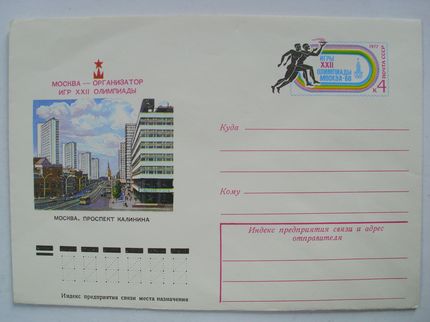 МОСКВА — ОРГАНИЗАТОР
ИГР XXII ОЛИМПИАДЫ
МОСКВА. ПРОСПЕКТ КАЛИНИНА
Индекс предприятия связи места назначения
ИГРЫ
XXII
ОЛИМПИАДЫ
МОСКВА-80
1977
ПОЧТА СССР
К 4
Куда
Кому
Индекс предприятия связи и адрес
отправителя